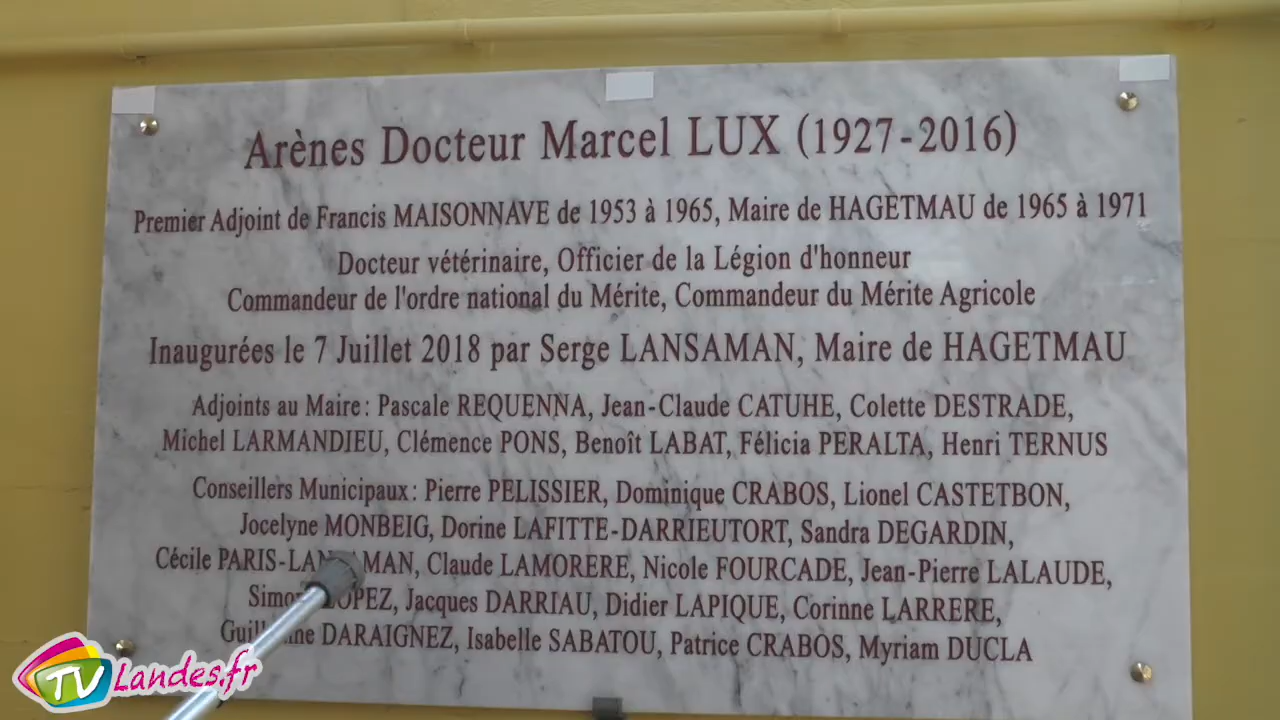 Arènes Docteur Marcel LUX (1927-2016)
Premier Adjoint de Francis MAISONNAVE de 1953 à 1965, Maire de HAGETMAU de 1965 à 1971
Docteur vétérinaire, Officier de la Légion d'honneur
Commandeur de l'ordre national du Mérite, Commandeur du Mérite Agricole
Inaugurées le 7 Juillet 2018 par Serge LANSAMAN, Maire de HAGETMAU
Adjoints au Maire: Pascale REQUENNA, Jean-Claude CATUHE, Colette DESTRADE,
Michel LARMANDIEU, Clémence PONS, Benoît LABAT, Félicia PERALTA, Henri TERNUS
Conseillers Municipaux: Pierre PELISSIER, Dominique CRABOS, Lionel CASTETBON,
Jocelyne MONBEIG, Dorine LAFITTE-DARRIEUTORT, Sandra DEGARDIN,
Cécile Claude LAMORERE, Nicole FOURCADE, Jean-Pierre LALAUDE,
LOPEZ, Jacques DARRIAU, Didier LAPIQUE, Corinne LARRERE,
DARAIGNEZ, Isabelle SABATOU, Patrice CRABOS, Myriam DUCLA
TV Landes.fr